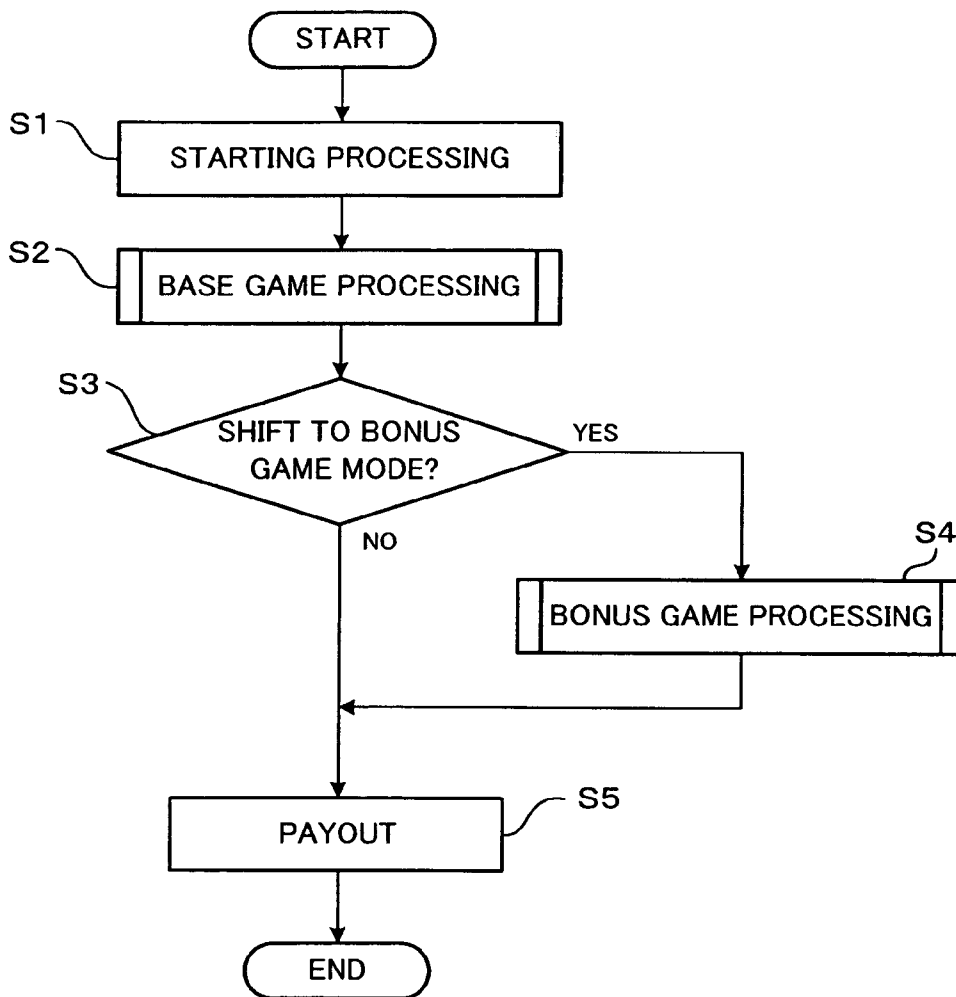 START
S1
STARTING PROCESSING
S2
BASE GAME PROCESSING
S3
SHIFT TO BONUS
GAME MODE?
YES
NO
S4
BONUS GAME PROCESSING
S5
PAYOUT
END